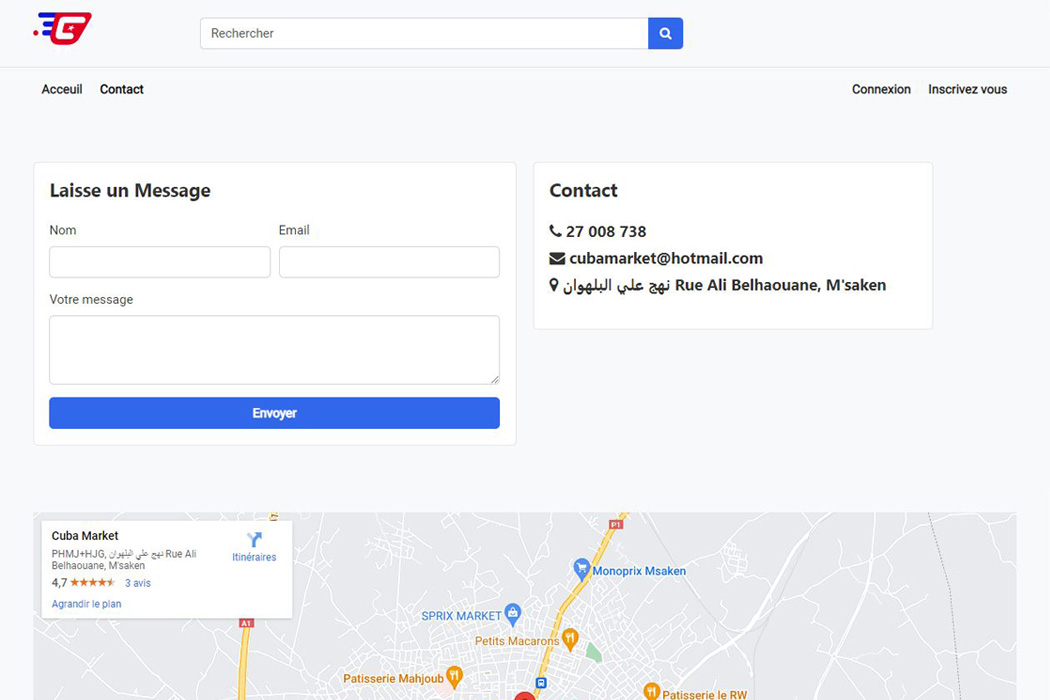 Rechercher
Acceuil Contact Connexion Inscrivez vous
Laisse un Message
Nom Email
Votre message
Envoyer
Contact
27 008 738
cubamarket@hotmail.com
نهج علي البلهوان Rue Ali Belhaouane, M'saken
Cuba Market
PHMJ+HJG, نهج علي البلهوان Rue Ali
Belhaouane, M'saken
4,7 3 avis
Agrandir le plan
Itinéraires
P1
Monoprix Msaken
SPRIX MARKET
A1
Petits Macarons
Patisserie Mahjoub
Patisserie le RW